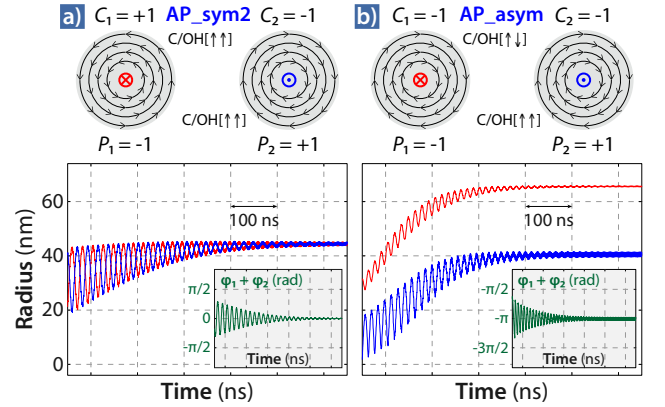 a) C₁ = +1 AP_sym2 C₂ = -1
C/OH[↑↑]
C/OH[↑↑]
P₁ = -1 P₂ = +1
b) C₁ = -1 AP_asym C₂ = -1
C/OH[↑↓]
C/OH[↑↑]
P₁ = -1 P₂ = +1
Radius (nm)
60
40
20
0
100 ns
φ₁ + φ₂ (rad)
π/2
0
-π/2
Time (ns)
Time (ns)
100 ns
φ₁ + φ₂ (rad)
-π/2
-π
-3π/2
Time (ns)
Time (ns)